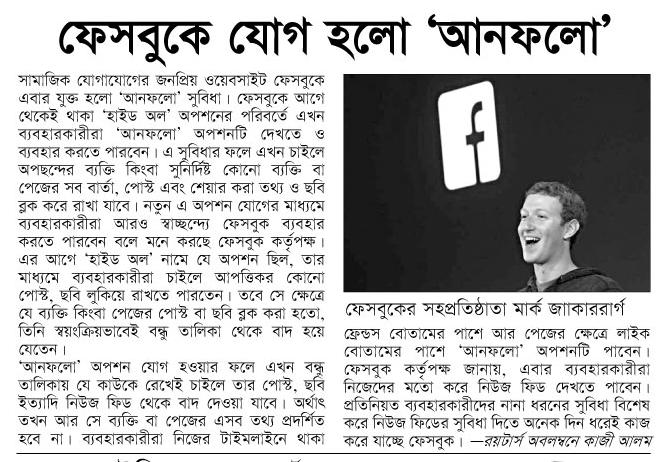 ফেসবুকে যোগ হলো ‘আনফলো’
সামাজিক যোগাযোগের জনপ্রিয় ওয়েবসাইট ফেসবুকে
এবার যুক্ত হলো ‘আনফলো’ সুবিধা। ফেসবুকে আগে
থেকেই থাকা ‘হাইড অল’ অপশনের পরিবর্তে এখন
ব্যবহারকারীরা ‘আনফলো’ অপশনটি দেখতে ও
ব্যবহার করতে পারবেন। এ সুবিধার ফলে এখন চাইলে
অপছন্দের ব্যক্তি কিংবা সুনির্দিষ্ট কোনো ব্যক্তি বা
পেজের সব বার্তা, পোস্ট এবং শেয়ার করা তথ্য ও ছবি
ব্লক করে রাখা যাবে। নতুন এ অপশন যোগের মাধ্যমে
ব্যবহারকারীরা আরও স্বাচ্ছন্দ্যে ফেসবুক ব্যবহার
করতে পারবেন বলে মনে করছে ফেসবুক কর্তৃপক্ষ।
এর আগে ‘হাইড অল’ নামে যে অপশন ছিল, তার
মাধ্যমে ব্যবহারকারীরা চাইলে আপত্তিকর কোনো
পোস্ট, ছবি লুকিয়ে রাখতে পারতেন। তবে সে ক্ষেত্রে
যে ব্যক্তি কিংবা পেজের পোস্ট বা ছবি ব্লক করা হতো,
তিনি স্বয়ংক্রিয়ভাবেই বন্ধু তালিকা থেকে বাদ হয়ে
যেতেন।
‘আনফলো’ অপশন যোগ হওয়ার ফলে এখন বন্ধু
তালিকায় যে কাউকে রেখেই চাইলে তার পোস্ট, ছবি
ইত্যাদি নিউজ ফিড থেকে বাদ দেওয়া যাবে। অর্থাৎ
তখন আর সে ব্যক্তি বা পেজের এসব তথ্য প্রদর্শিত
হবে না। ব্যবহারকারীরা নিজের টাইমলাইনে থাকা
ফেসবুকের সহপ্রতিষ্ঠাতা মার্ক জাাকারবার্গ
ফ্রেন্ডস বোতামের পাশে আর পেজের ক্ষেত্রে লাইক
বোতামের পাশে ‘আনফলো’ অপশনটি পাবেন।
ফেসবুক কর্তৃপক্ষ জানায়, এবার ব্যবহারকারীরা
নিজেদের মতো করে নিউজ ফিড দেখতে পাবেন।
প্রতিনিয়ত ব্যবহারকারীদের নানা ধরনের সুবিধা বিশেষ
করে নিউজ ফিডের সুবিধা দিতে অনেক দিন ধরেই কাজ
করে যাচ্ছে ফেসবুক। —রয়টার্স অবলম্বনে কাজী আলম